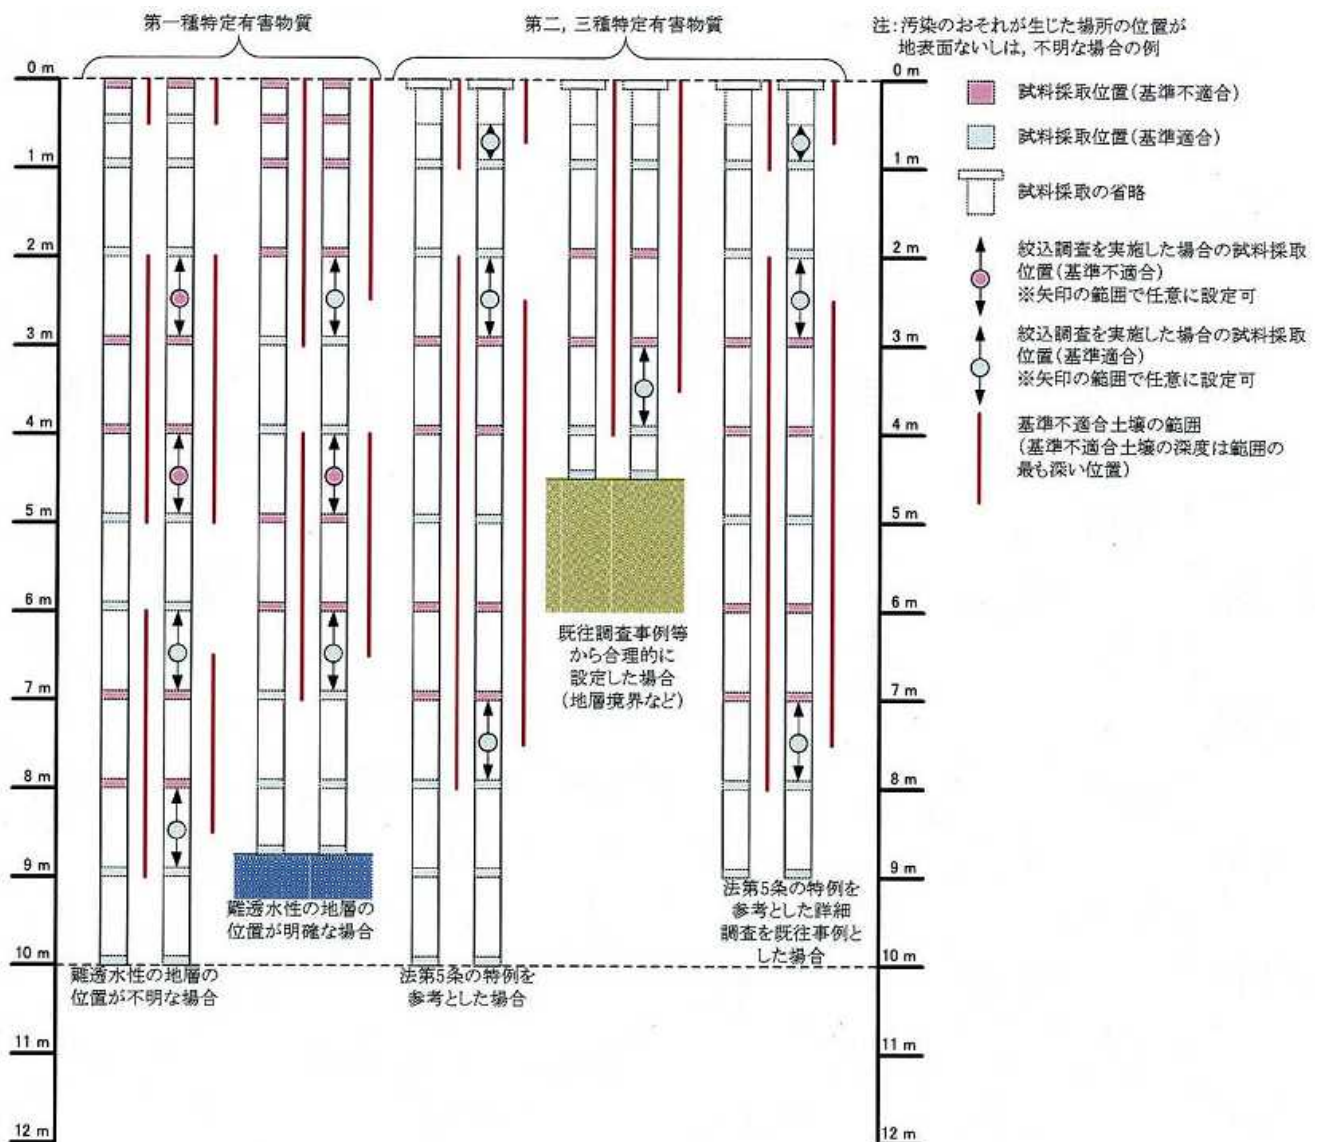 第一種特定有害物質
第二，三種特定有害物質
注：汚染のおそれが生じた場所の位置が
地表面ないしは，不明な場合の例
0 m
1 m
2 m
3 m
4 m
5 m
6 m
7 m
8 m
9 m
10 m
11 m
12 m
難透水性の地層の
位置が不明な場合
難透水性の地層の
位置が明確な場合
法第5条の特例を
参考とした場合
既往調査事例等
から合理的に
設定した場合
（地層境界など）
法第5条の特例を
参考とした詳細
調査を既往事例と
した場合
0 m
1 m
2 m
3 m
4 m
5 m
6 m
7 m
8 m
9 m
10 m
11 m
12 m
試料採取位置（基準不適合）
試料採取位置（基準適合）
試料採取の省略
絞込調査を実施した場合の試料採取
位置（基準不適合）
※矢印の範囲で任意に設定可
絞込調査を実施した場合の試料採取
位置（基準適合）
※矢印の範囲で任意に設定可
基準不適合土壌の範囲
（基準不適合土壌の深度は範囲の
最も深い位置）